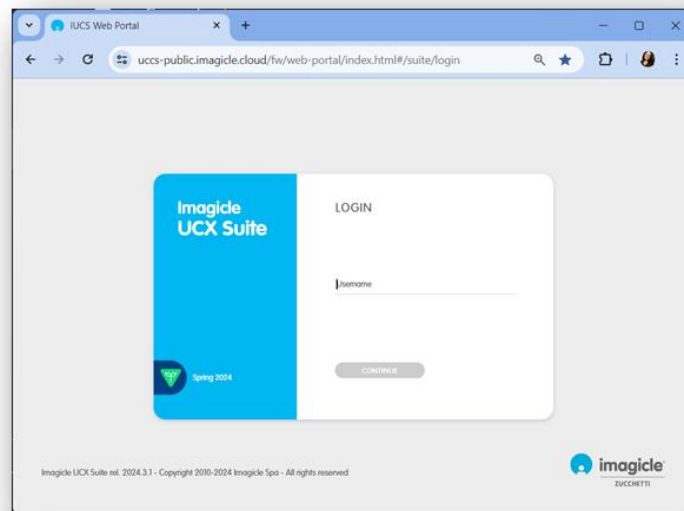 IUCS Web Portal
uccs-public.imagicle.cloud/fw/web-portal/index.html#/suite/login
Imagicle
UCX Suite
LOGIN
Username
CONTINUE
Spring 2024
Imagicle UCX Suite rel. 2024.3.1 - Copyright 2010-2024 Imagicle Spa - All rights reserved
imagicle
ZUCCHETTI